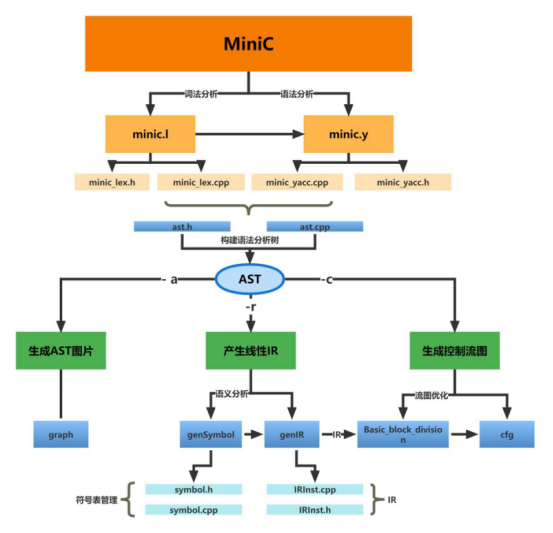 MiniC
词法分析
语法分析
minic.l
minic.y
minic_lex.h
minic_lex.cpp
minic_yacc.cpp
minic_yacc.h
ast.h
ast.cpp
构建语法分析树
AST
- a
-r
-c
生成AST图片
产生线性IR
生成控制流图
语义分析
流图优化
graph
genSymbol
genIR
IR
Basic_block_divisio
n
cfg
符号表管理
symbol.h
symbol.cpp
IRInst.cpp
IRInst.h
IR